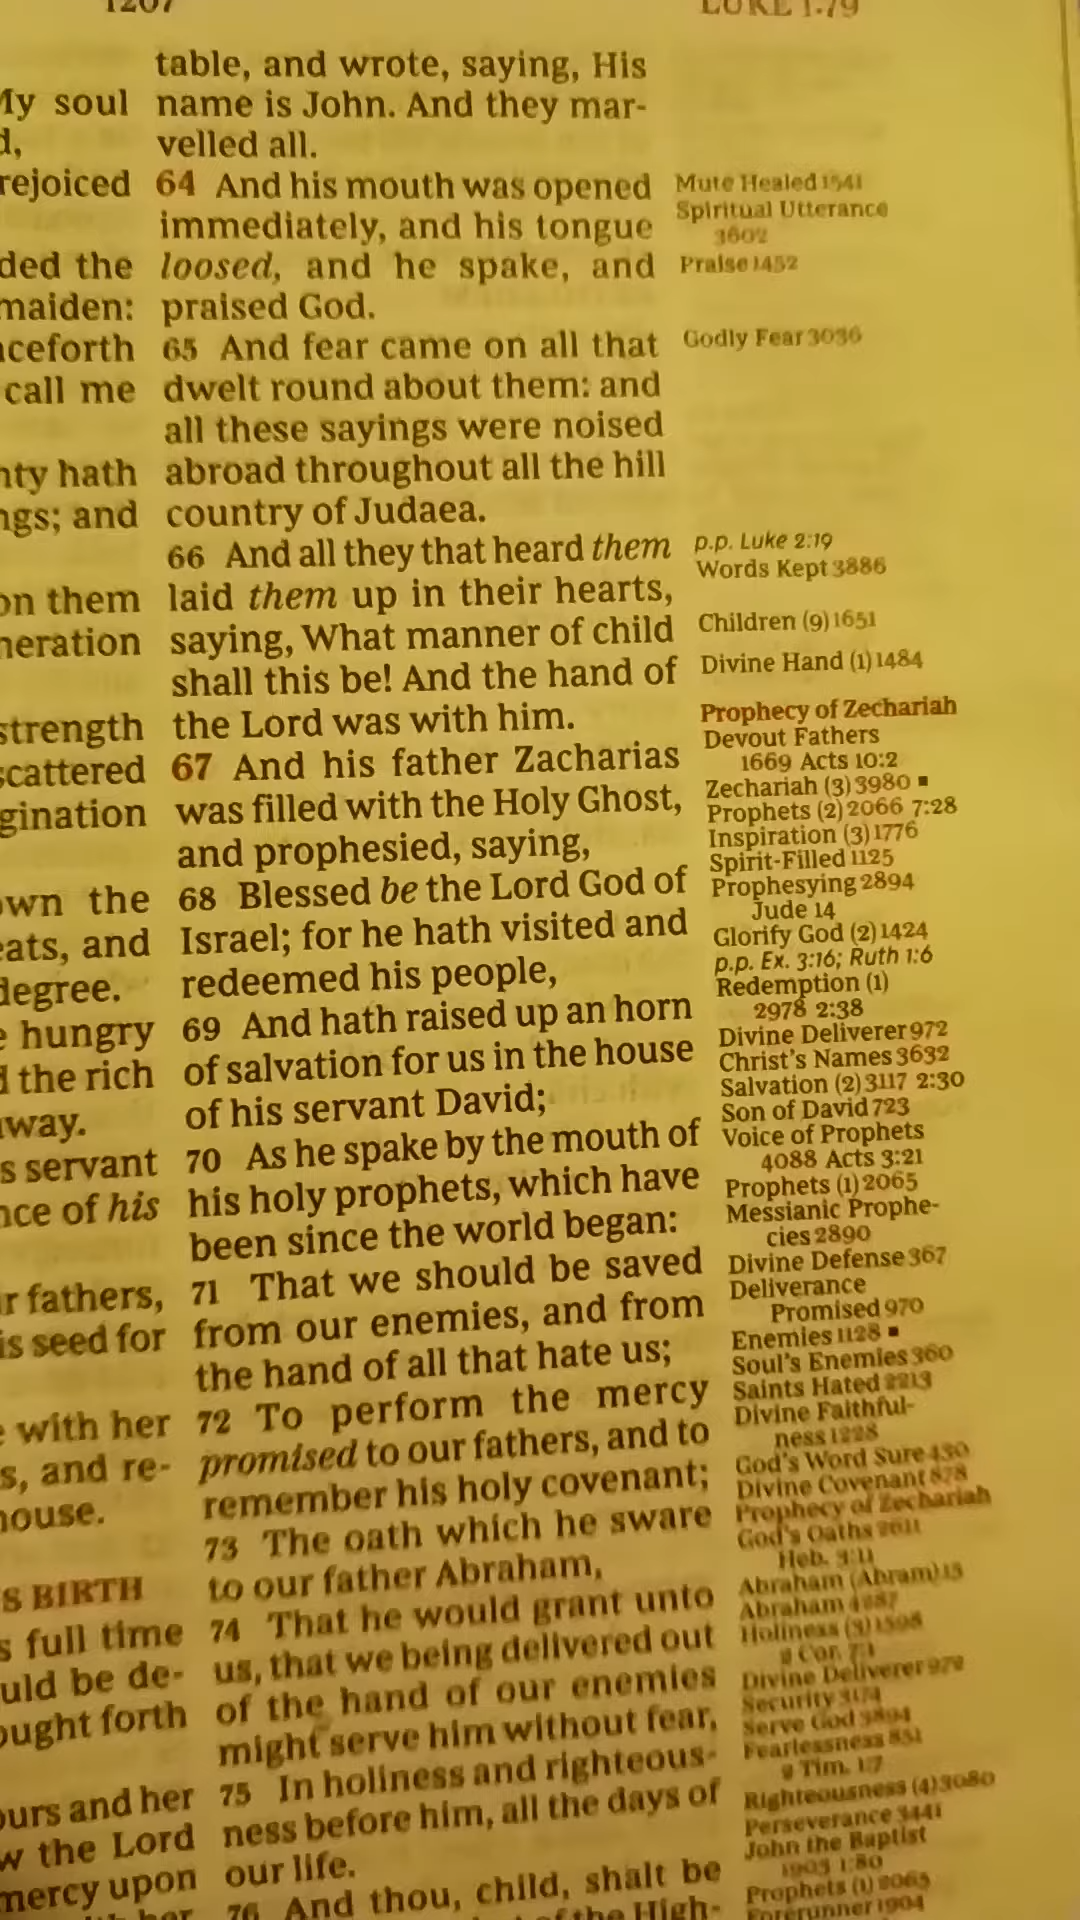 1207
LUKE 1:79
My soul
d,
rejoiced
ded the
maiden:
nceforth
call me
hty hath
ngs; and
on them
neration
strength
scattered
gination
own the
eats, and
degree.
e hungry
d the rich
way.
s servant
nce of his
r fathers,
is seed for
e with her
s, and re-
house.
S BIRTH
s full time
uld be de-
ought forth
ours and her
w the Lord
mercy upon
table, and wrote, saying, His
name is John. And they mar-
velled all.
64 And his mouth was opened
immediately, and his tongue
loosed, and he spake, and
praised God.
65 And fear came on all that
dwelt round about them: and
all these sayings were noised
abroad throughout all the hill
country of Judaea.
66 And all they that heard them
laid them up in their hearts,
saying, What manner of child
shall this be! And the hand of
the Lord was with him.
67 And his father Zacharias
was filled with the Holy Ghost,
and prophesied, saying,
68 Blessed be the Lord God of
Israel; for he hath visited and
redeemed his people,
69 And hath raised up an horn
of salvation for us in the house
of his servant David;
70 As he spake by the mouth of
his holy prophets, which have
been since the world began:
71 That we should be saved
from our enemies, and from
the hand of all that hate us;
72 To perform the mercy
promised to our fathers, and to
remember his holy covenant;
73 The oath which he sware
to our father Abraham,
74 That he would grant unto
us, that we being delivered out
of the hand of our enemies
might serve him without fear,
75 In holiness and righteous-
ness before him, all the days of
our life.
76 And thou, child, shalt be
of the High-
Mute Healed 1541
Spiritual Utterance
3602
Praise 1452
Godly Fear 3036
p.p. Luke 2:19
Words Kept 3886
Children (9) 1651
Divine Hand (1) 1484
Prophecy of Zechariah
Devout Fathers
1669 Acts 10:2
Zechariah (3) 3980 ▪
Prophets (2) 2066 7:28
Inspiration (3) 1776
Spirit-Filled 1125
Prophesying 2894
Jude 14
Glorify God (2) 1424
p.p. Ex. 3:16; Ruth 1:6
Redemption (1)
2978 2:38
Divine Deliverer 972
Christ's Names 3632
Salvation (2) 3117 2:30
Son of David 723
Voice of Prophets
4088 Acts 3:21
Prophets (1) 2065
Messianic Prophe-
cies 2890
Divine Defense 367
Deliverance
Promised 970
Enemies 1128 ▪
Soul's Enemies 360
Saints Hated 2213
Divine Faithful-
ness 1228
God's Word Sure 430
Divine Covenant 878
Prophecy of Zechariah
God's Oaths 2611
Heb. 3:11
Abraham (Abram) 15
Abraham 4287
Holiness (3) 1598
2 Cor. 7:1
Divine Deliverer 972
Security 3174
Serve God 3894
Fearlessness 851
2 Tim. 1:7
Righteousness (4) 3080
Perseverance 3441
John the Baptist
1903 1:80
Prophets (1) 2065
Forerunner 1904